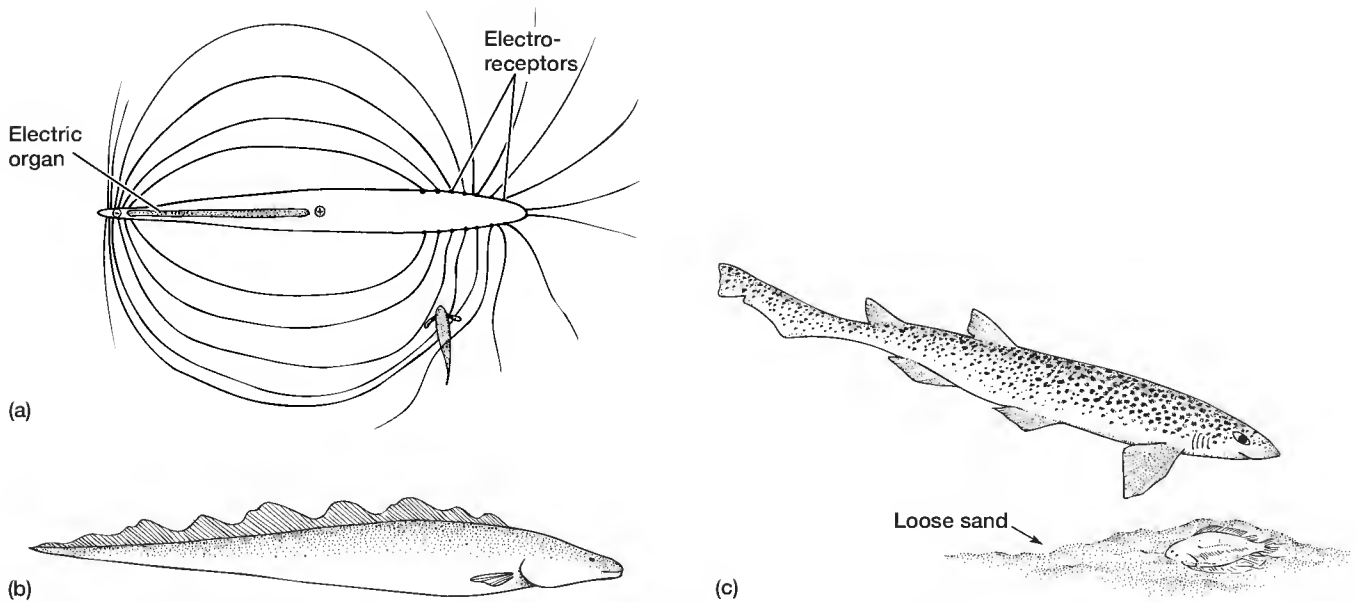 Electro-
receptors
Electric
organ
(a)
(b)
Loose sand
(c)